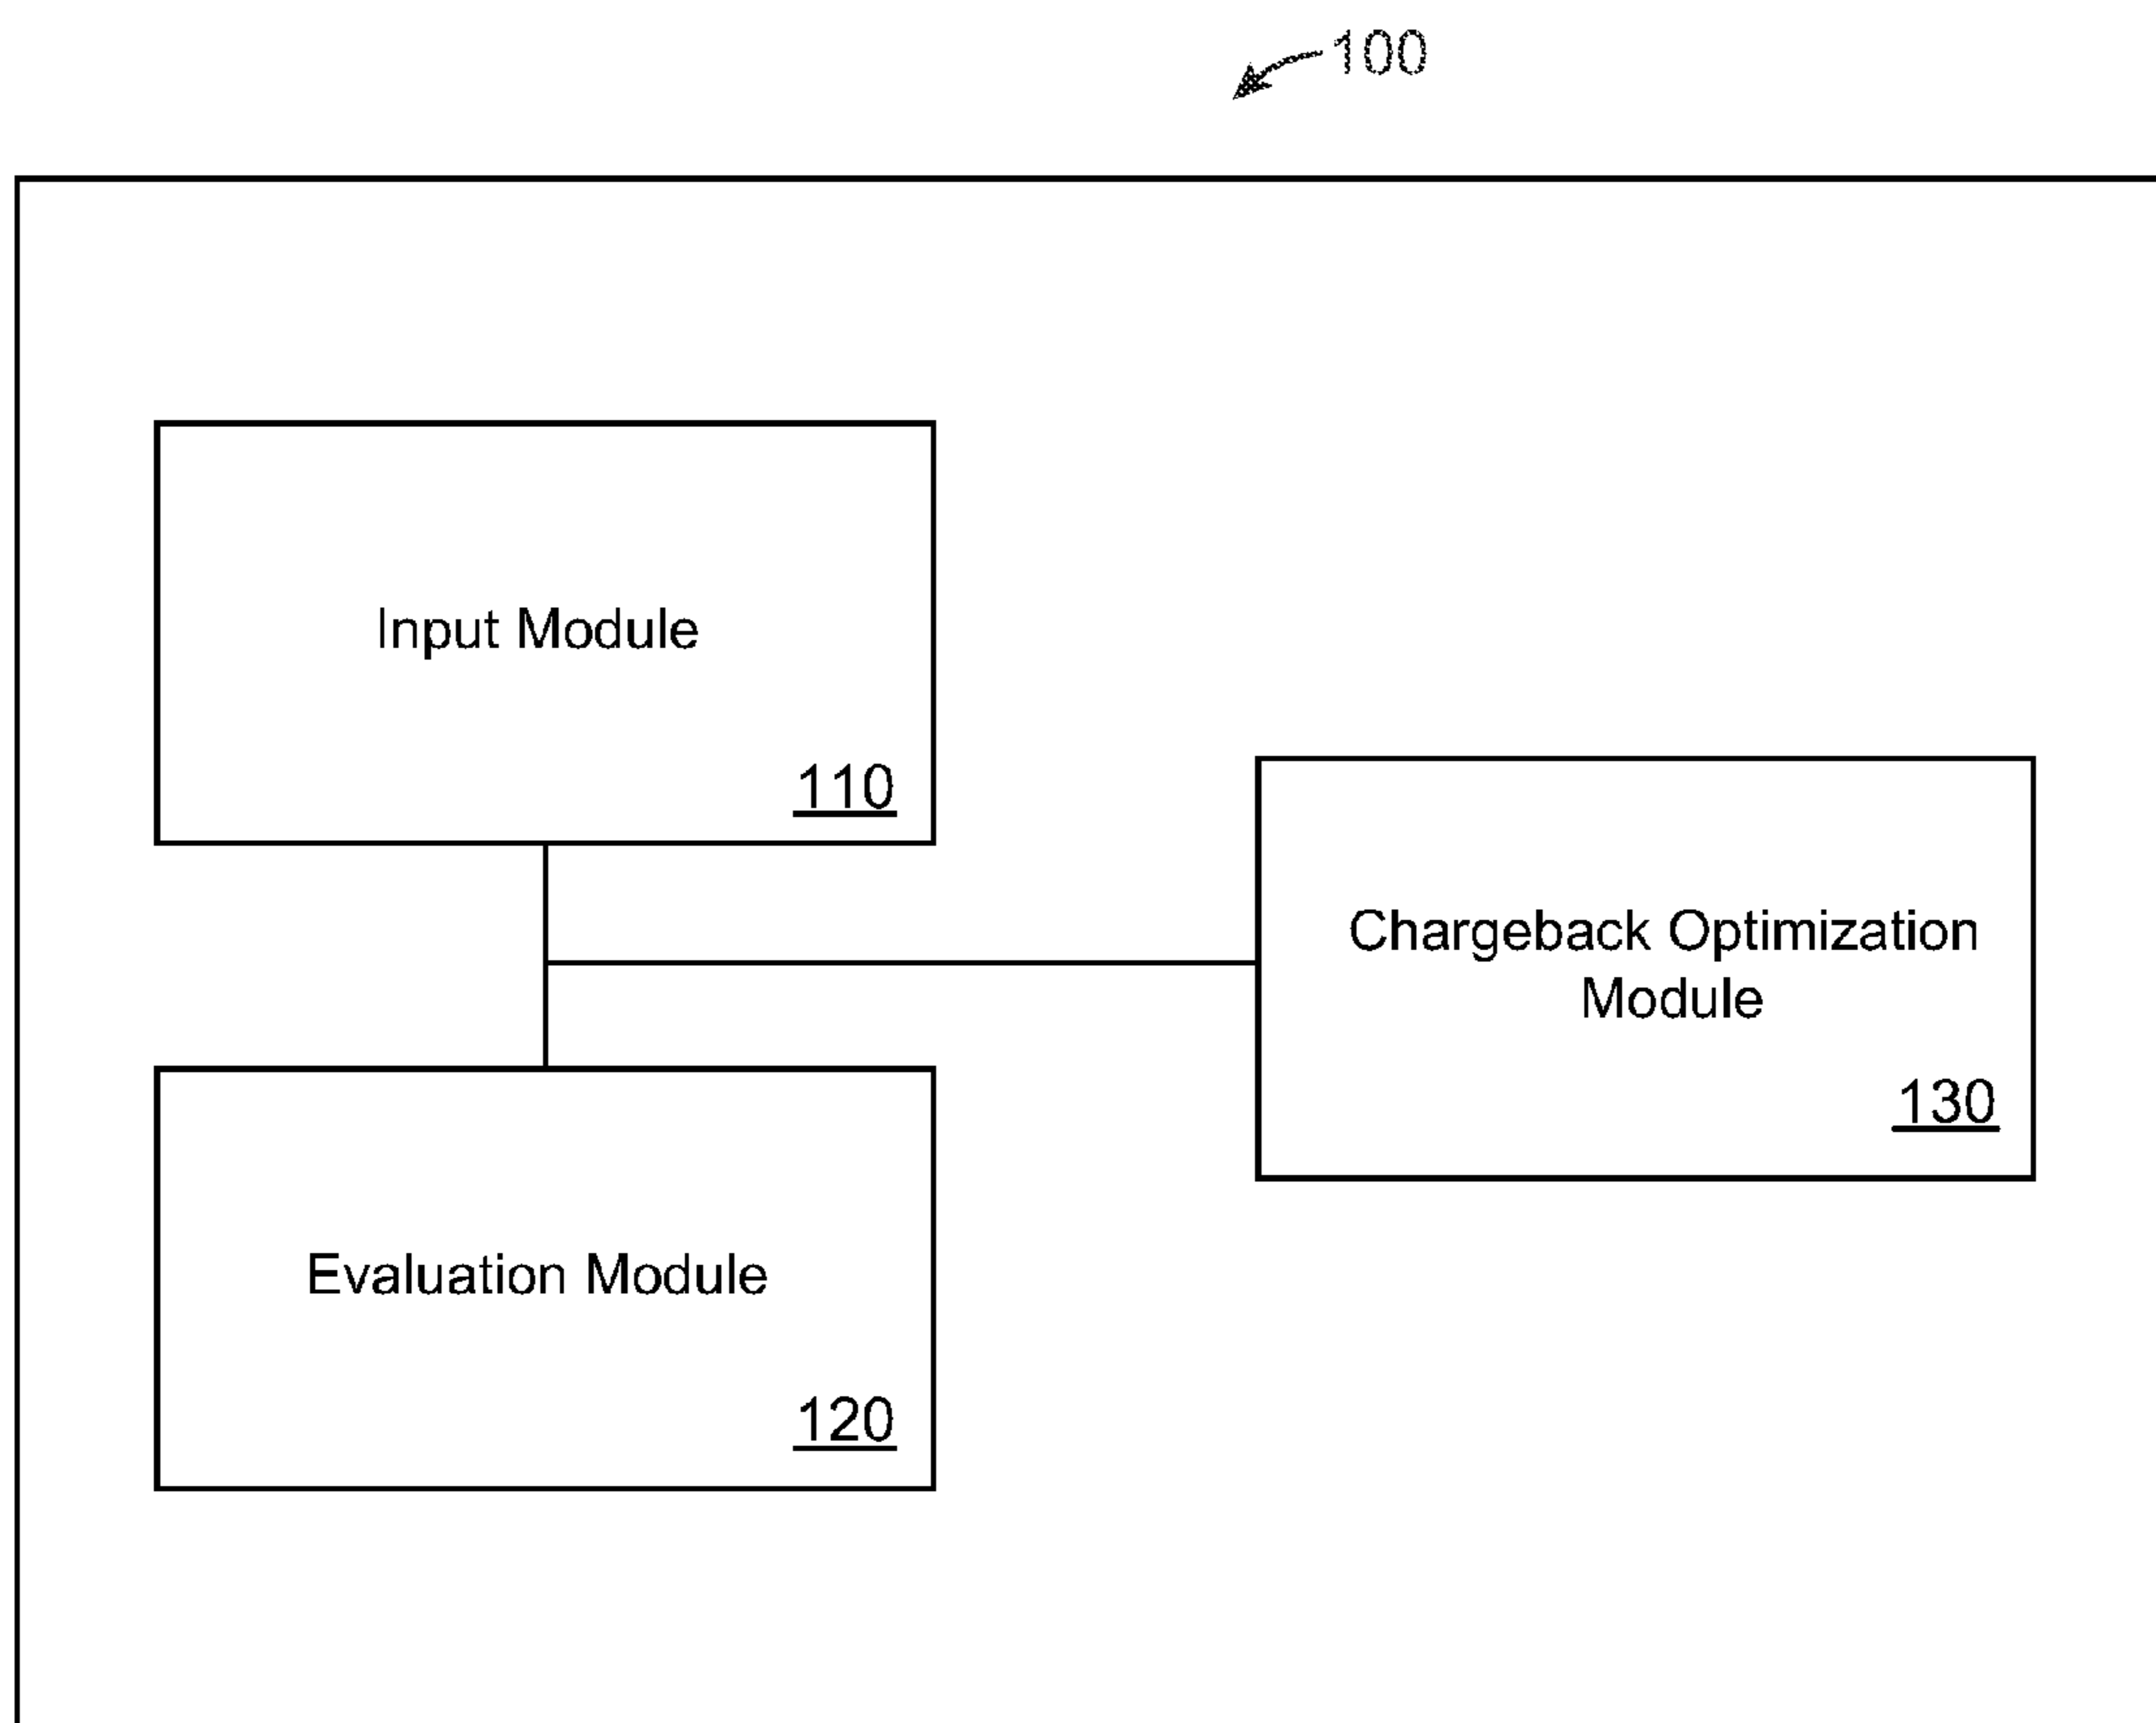 100
Input Module
110
Chargeback Optimization
Module
130
Evaluation Module
120